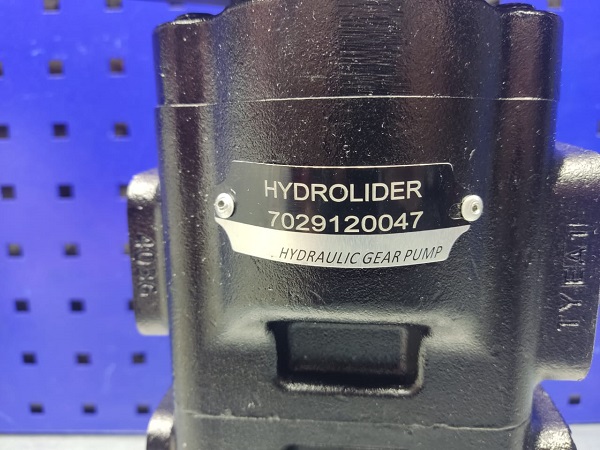 HYDROLIDER
7029120047
HYDRAULIC GEAR PUMP